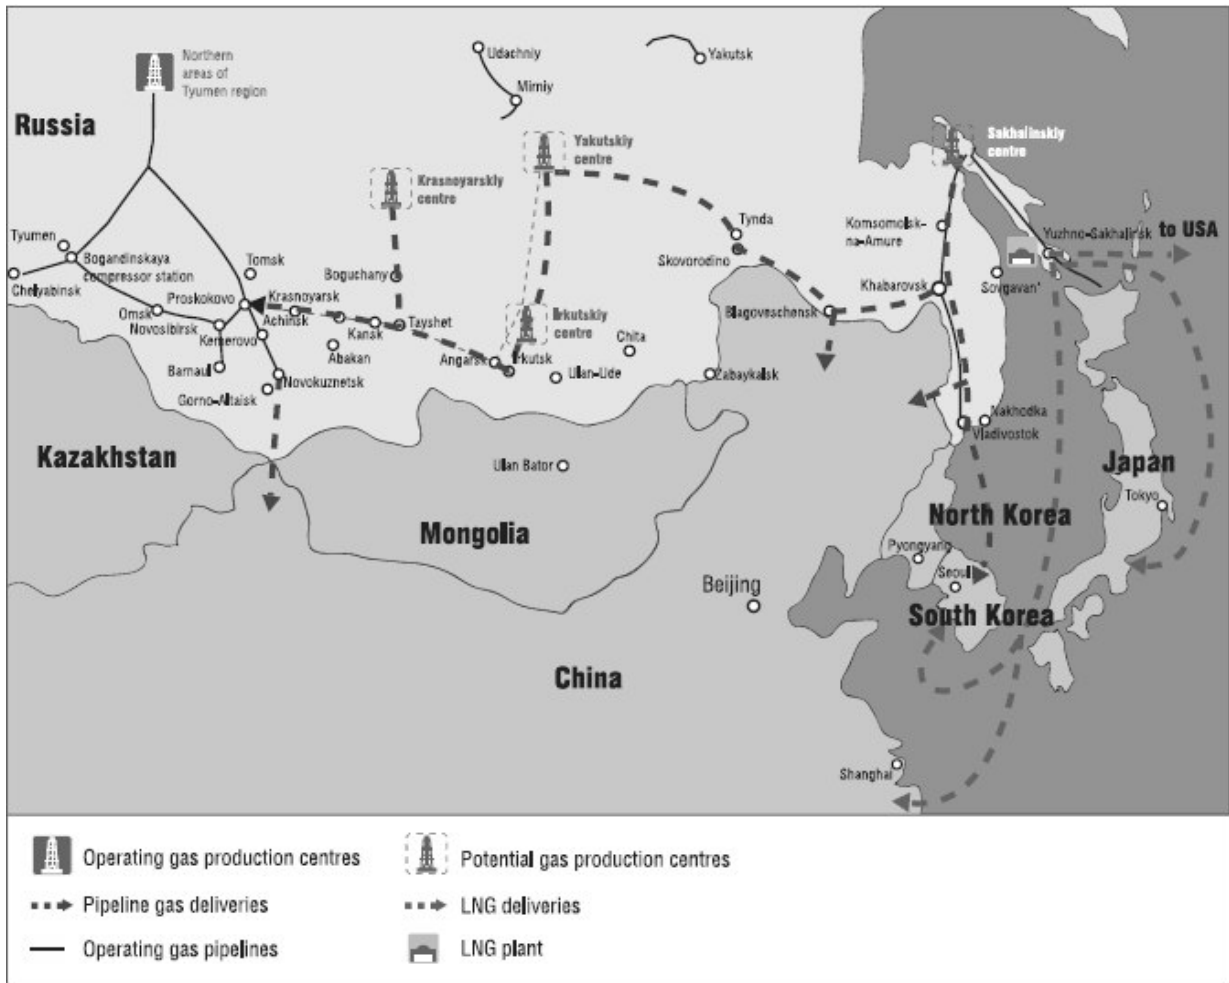 Northern
areas of
Tyumen region
Udachniy
Yakutsk
Mirniy
Russia
Yakutskiy
centre
Sakhalinskiy
centre
Krasnoyarskiy
centre
Tyumen
Bogandinskaya
compressor station
Chelyabinsk
Tomsk
Boguchany
Tynda
Skovorodino
Komsomolsk-
na-Amure
Yuzhno-Sakhalinsk
to USA
Proskokovo
Krasnoyarsk
Omsk
Novosibirsk
Achinsk
Kemerovo
Kansk
Tayshet
Abakan
Irkutskiy
centre
Khabarovsk
Sovgavan'
Blagoveschensk
Barnaul
Novokuznetsk
Gorno-Altaisk
Angarsk
Irkutsk
Chita
Ulan-Ude
Zabaykalsk
Nakhodka
Vladivostok
Kazakhstan
Ulan Bator
Mongolia
Japan
Tokyo
North Korea
Pyongyang
Seoul
Beijing
South Korea
China
Shanghai
Operating gas production centres
Potential gas production centres
Pipeline gas deliveries
LNG deliveries
Operating gas pipelines
LNG plant